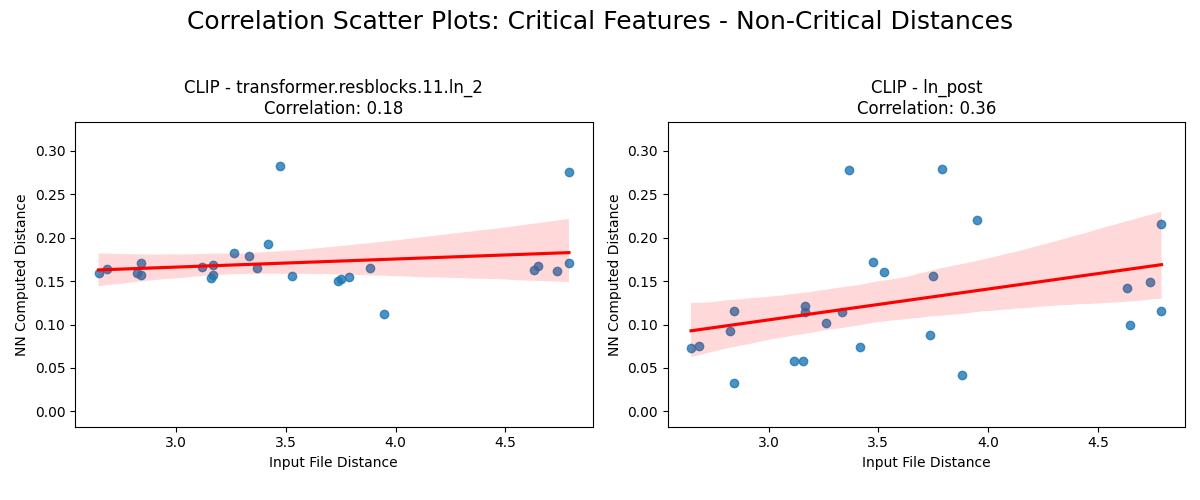 Correlation Scatter Plots: Critical Features - Non-Critical Distances
CLIP - transformer.resblocks.11.ln_2
Correlation: 0.18
0.30
0.25
0.20
0.15
0.10
0.05
0.00
NN Computed Distance
3.0 3.5 4.0 4.5
Input File Distance
CLIP - ln_post
Correlation: 0.36
0.30
0.25
0.20
0.15
0.10
0.05
0.00
NN Computed Distance
3.0 3.5 4.0 4.5
Input File Distance